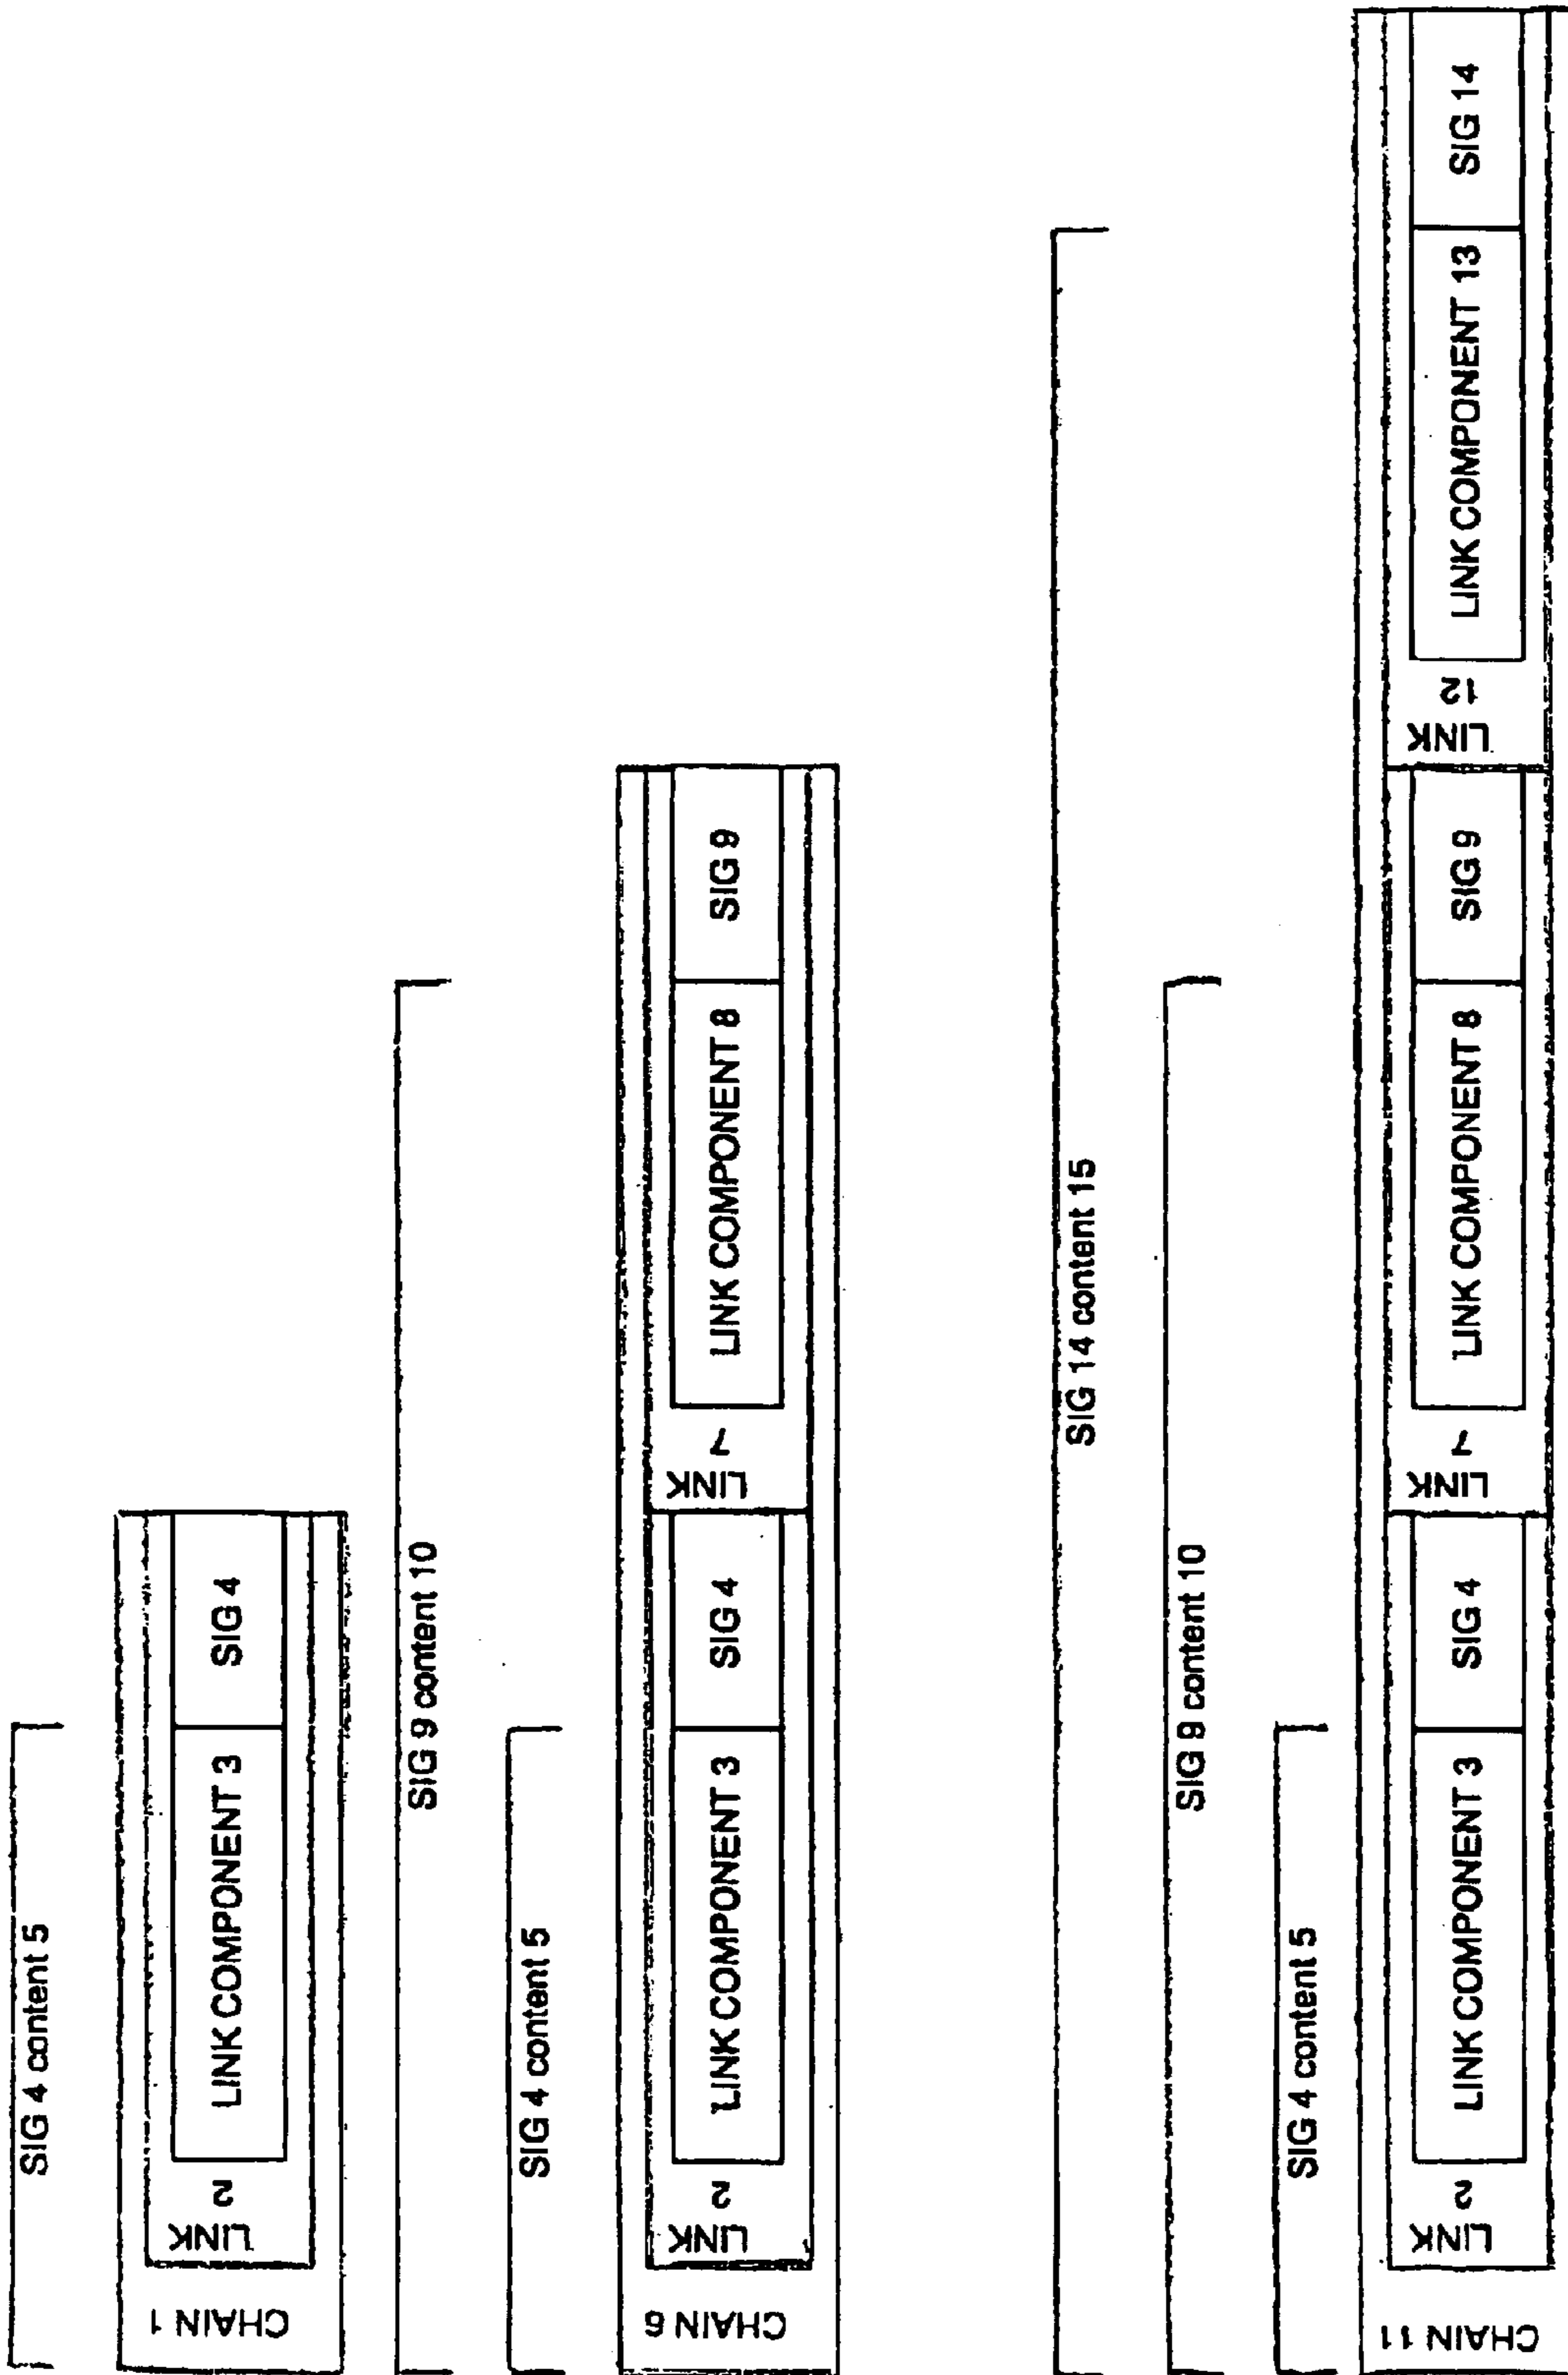 SIG 4 content 5
CHAIN 1
LINK
2
LINK COMPONENT 3
SIG 4
SIG 9 content 10
SIG 4 content 5
CHAIN 6
LINK
2
LINK COMPONENT 3
SIG 4
LINK
7
LINK COMPONENT 8
SIG 9
SIG 14 content 15
SIG 9 content 10
SIG 4 content 5
CHAIN 11
LINK
2
LINK COMPONENT 3
SIG 4
LINK
7
LINK COMPONENT 8
SIG 9
LINK
12
LINK COMPONENT 13
SIG 14